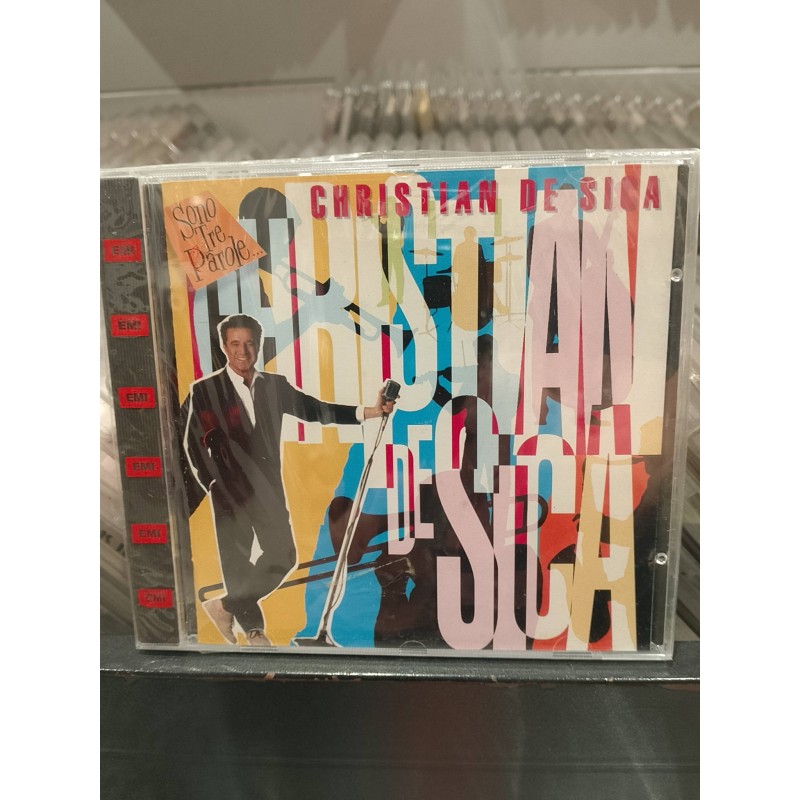 CHRISTIAN DE SICA
Sono
Tre
Parole...
CHRISTIAN
DE SICA
EMI
EMI
EMI
EMI
EMI
EMI